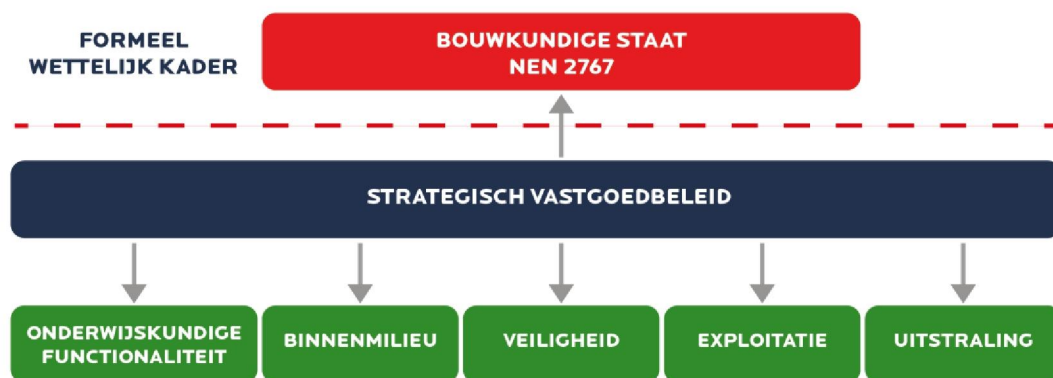 FORMEEL
WETTELIJK KADER
BOUWKUNDIGE STAAT
NEN 2767
STRATEGISCH VASTGOEDBELEID
ONDERWIJSKUNDIGE
FUNCTIONALITEIT
BINNENMILIEU
VEILIGHEID
EXPLOITATIE
UITSTRALING